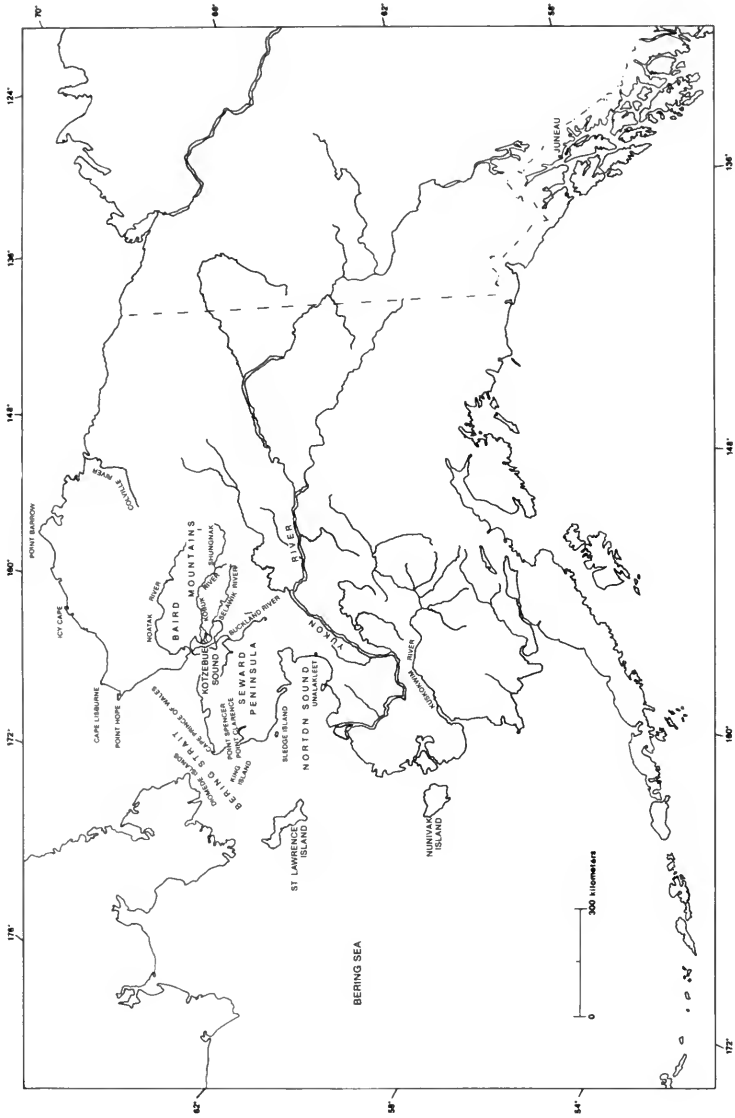 176°
172°
160°
148°
136°
124°
70°
POINT BARROW
ICY CAPE
CAPE LISBURNE
POINT HOPE
COLVILLE RIVER
NOATAK RIVER
BAIRD MOUNTAINS
SHUNGNAK
KOBUK RIVER
SELAWIK RIVER
BUCKLAND RIVER
KOTZEBUE
SOUND
CAPE PRINCE OF WALES
DIOMEDE ISLANDS
BERING STRAIT
POINT SPENCER
POINT CLARENCE
KING
ISLAND
SEWARD
PENINSULA
62°
66°
SLEDGE ISLAND
NORTON SOUND
UNALAKLEET
ST LAWRENCE
ISLAND
YUKON RIVER
BERING SEA
KUSKOKWIM RIVER
NUNIVAK
ISLAND
58°
62°
JUNEAU
0 300 kilometers
54°
58°
172°
160°
148°
136°